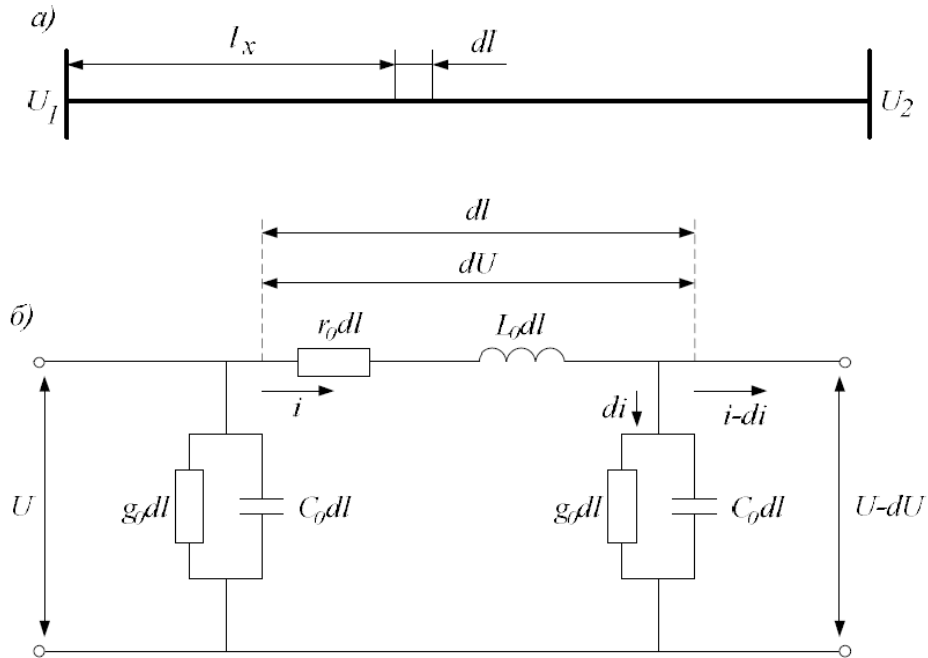 а)
l_x
dl
U_1
U_2
dl
dU
б)
r_0dl
L_0dl
i
di
i-di
U
g_0dl
C_0dl
g_0dl
C_0dl
U-dU